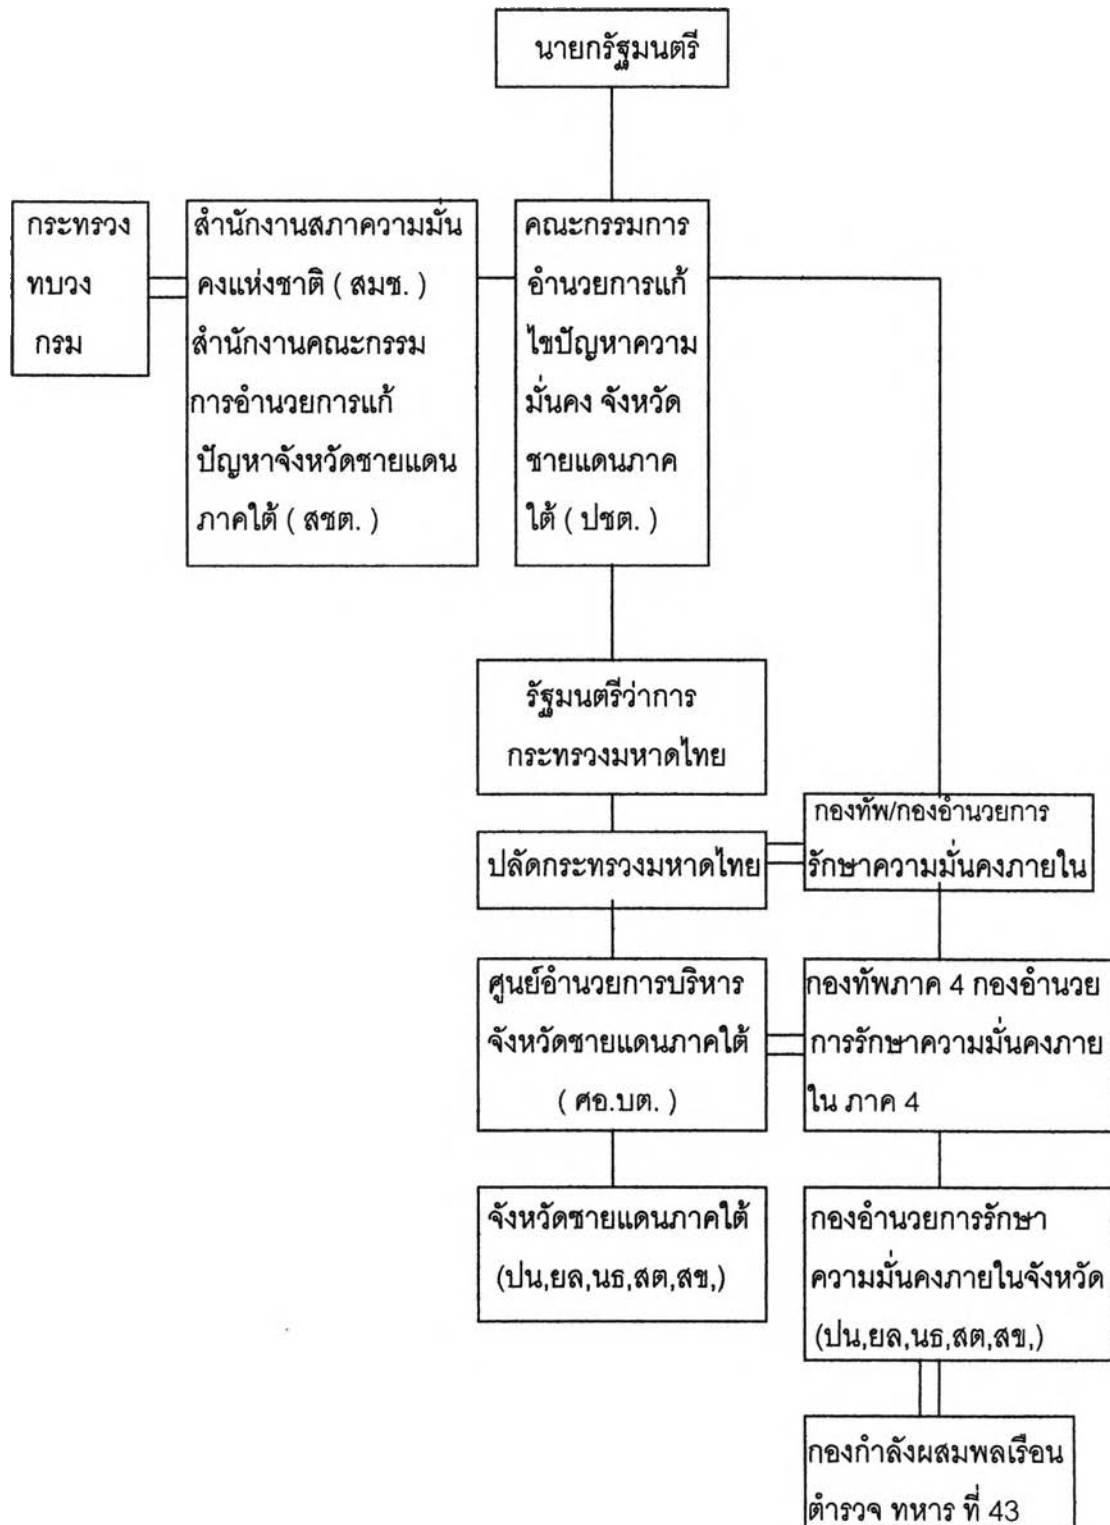 นายกรัฐมนตรี
กระทรวง
ทบวง
กรม
สำนักงานสภาความมั่น
คงแห่งชาติ ( สมช. )
สำนักงานคณะกรรม
การอำนวยการแก้
ปัญหาจังหวัดชายแดน
ภาคใต้ ( สชต. )
คณะกรรมการ
อำนวยการแก้
ไขปัญหาความ
มั่นคง จังหวัด
ชายแดนภาค
ใต้ ( ปชต. )
รัฐมนตรีว่าการ
กระทรวงมหาดไทย
ปลัดกระทรวงมหาดไทย
กองทัพ/กองอำนวยการ
รักษาความมั่นคงภายใน
ศูนย์อำนวยการบริหาร
จังหวัดชายแดนภาคใต้
( ศอ.บต. )
กองทัพภาค 4 กองอำนวย
การรักษาความมั่นคงภาย
ใน ภาค 4
จังหวัดชายแดนภาคใต้
(ปน,ยล,นธ,สต,สข,)
กองอำนวยการรักษา
ความมั่นคงภายในจังหวัด
(ปน,ยล,นธ,สต,สข,)
กองกำลังผสมพลเรือน
ตำรวจ ทหาร ที่ 43